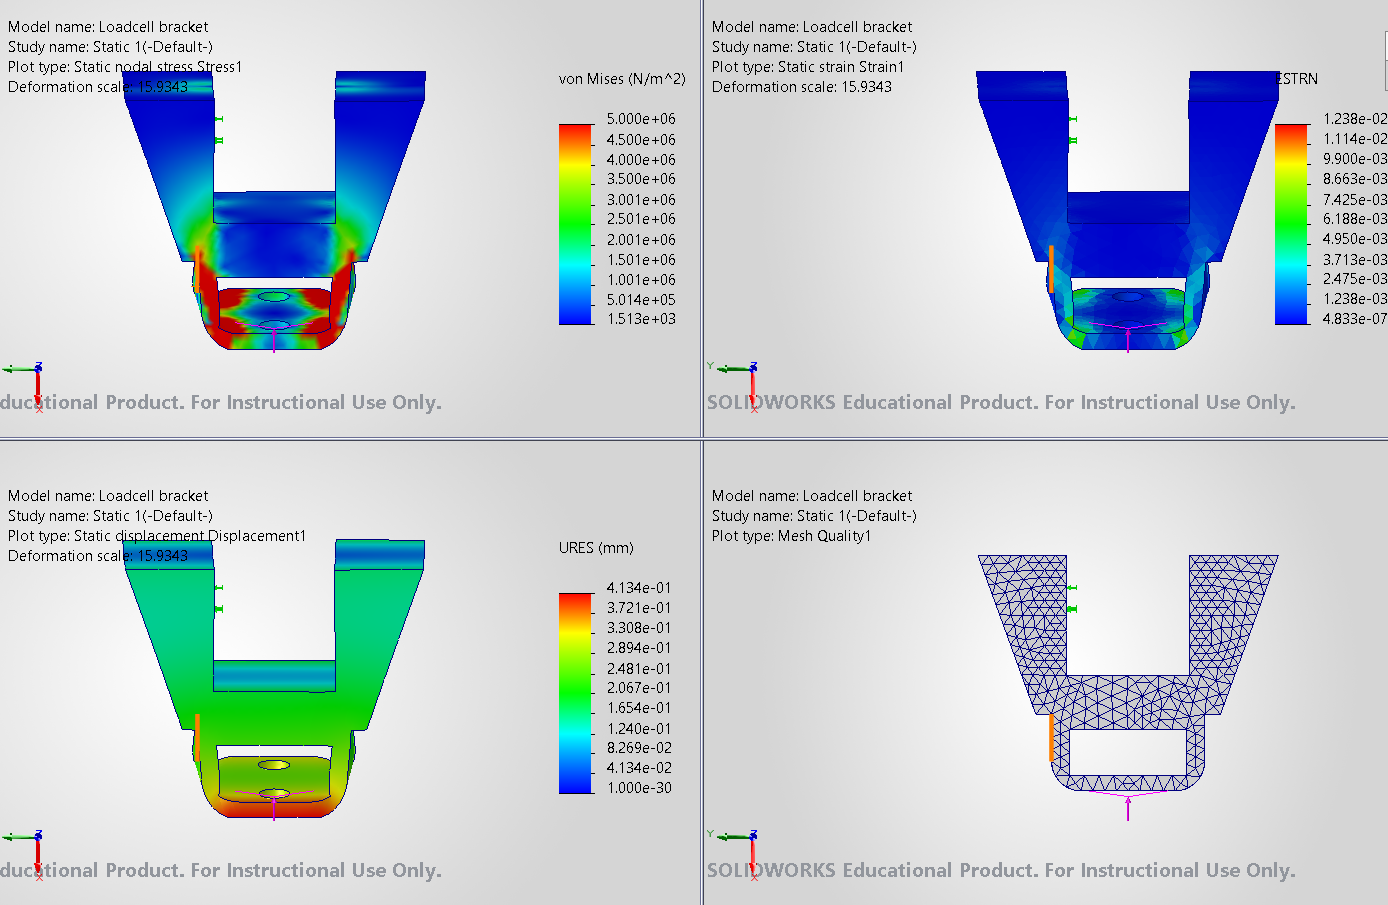 Model name: Loadcell bracket
Study name: Static 1(-Default-)
Plot type: Static nodal stress Stress1
Deformation scale: 15.9343
von Mises (N/m^2)
5.000e+06
4.500e+06
4.000e+06
3.500e+06
3.001e+06
2.501e+06
2.001e+06
1.501e+06
1.001e+06
5.014e+05
1.513e+03
Z
X
ducational Product. For Instructional Use Only.
Model name: Loadcell bracket
Study name: Static 1(-Default-)
Plot type: Static strain Strain1
Deformation scale: 15.9343
ESTRN
1.238e-02
1.114e-02
9.900e-03
8.663e-03
7.425e-03
6.188e-03
4.950e-03
3.713e-03
2.475e-03
1.238e-03
4.833e-07
Y
Z
X
SOLIDWORKS Educational Product. For Instructional Use Only.
Model name: Loadcell bracket
Study name: Static 1(-Default-)
Plot type: Static displacement Displacement1
Deformation scale: 15.9343
URES (mm)
4.134e-01
3.721e-01
3.308e-01
2.894e-01
2.481e-01
2.067e-01
1.654e-01
1.240e-01
8.269e-02
4.134e-02
1.000e-30
Z
X
ducational Product. For Instructional Use Only.
Model name: Loadcell bracket
Study name: Static 1(-Default-)
Plot type: Mesh Quality1
Y
Z
X
SOLIDWORKS Educational Product. For Instructional Use Only.